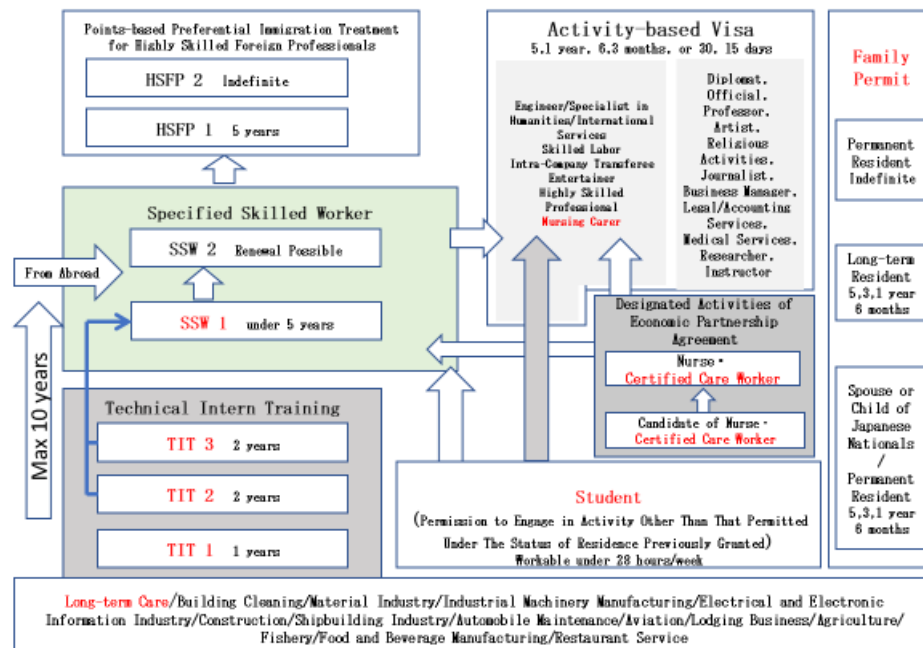 Points-based Preferential Immigration Treatment
for Highly Skilled Foreign Professionals
HSFP 2 Indefinite
HSFP 1 5 years
Specified Skilled Worker
SSW 2 Renewal Possible
From Abroad
SSW 1 under 5 years
Max 10 years
Technical Intern Training
TIT 3 2 years
TIT 2 2 years
TIT 1 1 years
Activity-based Visa
5.1 year, 6.3 months, or 30, 15 days
Engineer/Specialist in
Humanities/International
Services
Skilled Labor
Intra-Company Transferee
Entertainer
Highly Skilled
Professional
Nursing Carer
Diplomat.
Official.
Professor.
Artist.
Religious
Activities.
Journalist.
Business Manager.
Legal/Accounting
Services.
Medical Services.
Researcher.
Instructor
Designated Activities of
Economic Partnership
Agreement
Nurse・
Certified Care Worker
Candidate of Nurse・
Certified Care Worker
Student
(Permission to Engage in Activity Other Than That Permitted
Under The Status of Residence Previously Granted)
Workable under 28 hours/week
Family
Permit
Permanent
Resident
Indefinite
Long-term
Resident
5,3,1 year
6 months
Spouse or
Child of
Japanese
Nationals
/
Permanent
Resident
5,3,1 year
6 months
Long-term Care/Building Cleaning/Material Industry/Industrial Machinery Manufacturing/Electrical and Electronic
Information Industry/Construction/Shipbuilding Industry/Automobile Maintenance/Aviation/Lodging Business/Agriculture/
Fishery/Food and Beverage Manufacturing/Restaurant Service